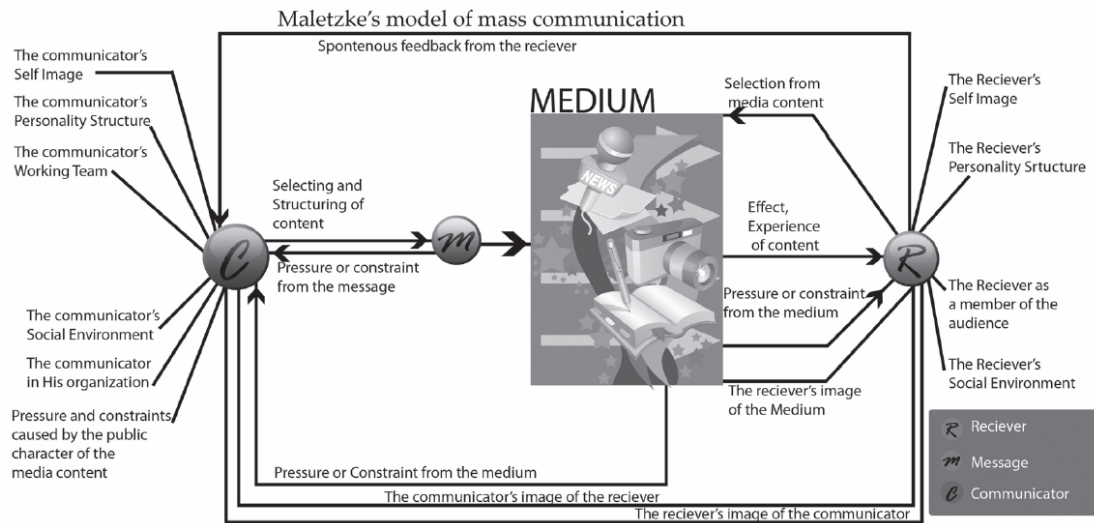 Maletzke's model of mass communication
Spontenous feedback from the reciever
The communicator's
Self Image
The communicator's
Personality Structure
The communicator's
Working Team
Selecting and
Structuring of
content
Pressure or constraint
from the message
The communicator's
Social Environment
The communicator
in His organization
Pressure and constraints
caused by the public
character of the
media content
C
m
MEDIUM
NEWS
Selection from
media content
Effect,
Experience
of content
Pressure or constraint
from the medium
The reciever's image
of the Medium
R
The Reciever's
Self Image
The Reciever's
Personality Srtucture
The Reciever as
a member of the
audience
The Reciever's
Social Environment
Pressure or Constraint from the medium
The communicator's image of the reciever
The reciever's image of the communicator
R Reciever
m Message
C Communicator